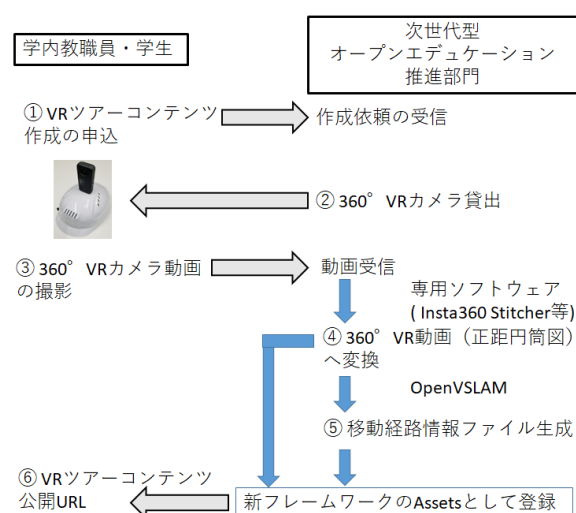 学内教職員・学生
次世代型
オープンエデュケーション
推進部門
① VRツアーコンテンツ
作成の申込
作成依頼の受信
② 360° VRカメラ貸出
③ 360° VRカメラ動画
の撮影
動画受信
専用ソフトウェア
( Insta360 Stitcher等)
④ 360° VR動画（正距円筒図）
へ変換
OpenVSLAM
⑤ 移動経路情報ファイル生成
⑥ VRツアーコンテンツ
公開URL
新フレームワークのAssetsとして登録